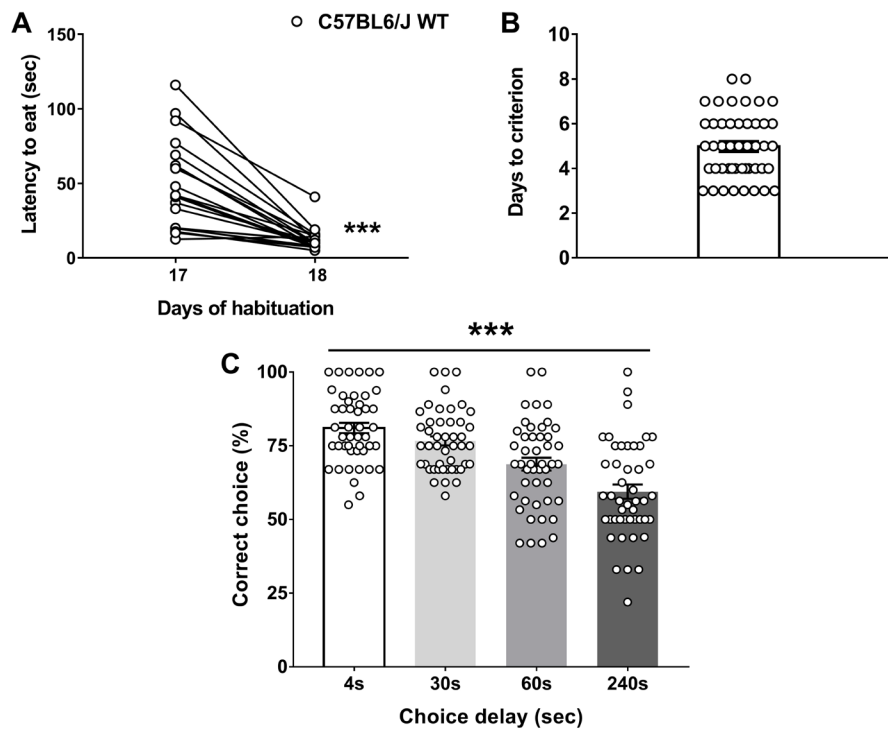 A
C57BL6/J WT
150
100
50
0
Latency to eat (sec)
***
17
18
Days of habituation
B
10
8
6
4
2
0
Days to criterion
C
***
100
75
50
25
0
Correct choice (%)
4s
30s
60s
240s
Choice delay (sec)